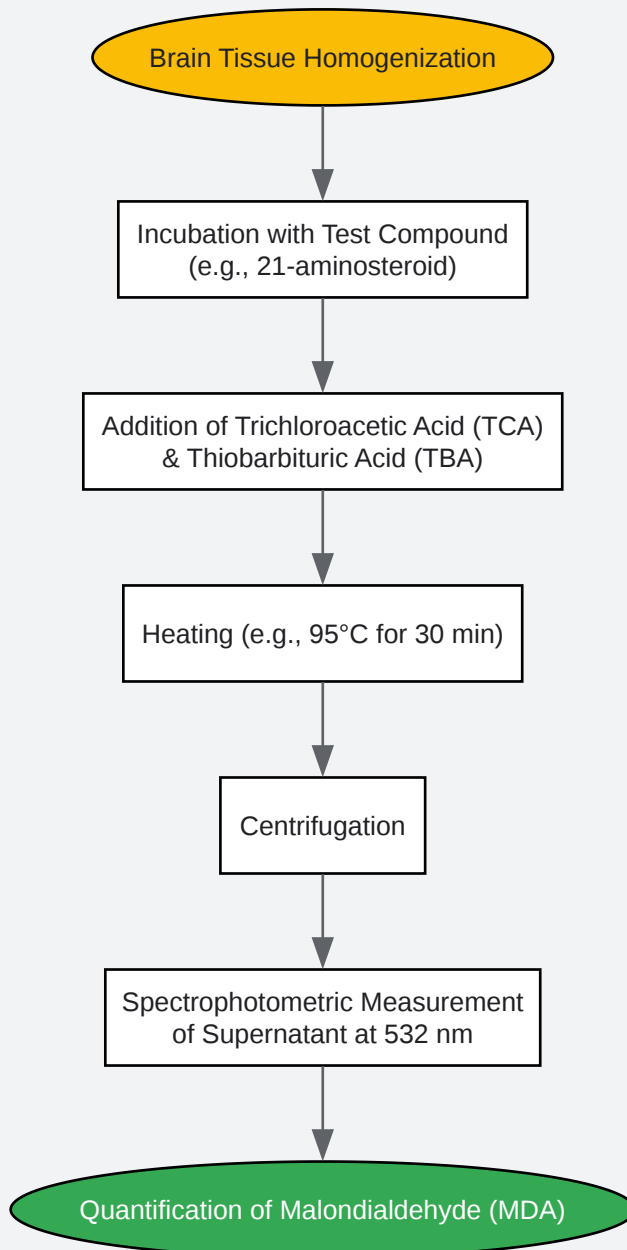 Brain Tissue Homogenization
Incubation with Test Compound
(e.g., 21-aminosteroid)
Addition of Trichloroacetic Acid (TCA)
& Thiobarbituric Acid (TBA)
Heating (e.g., 95°C for 30 min)
Centrifugation
Spectrophotometric Measurement
of Supernatant at 532 nm
Quantification of Malondialdehyde (MDA)